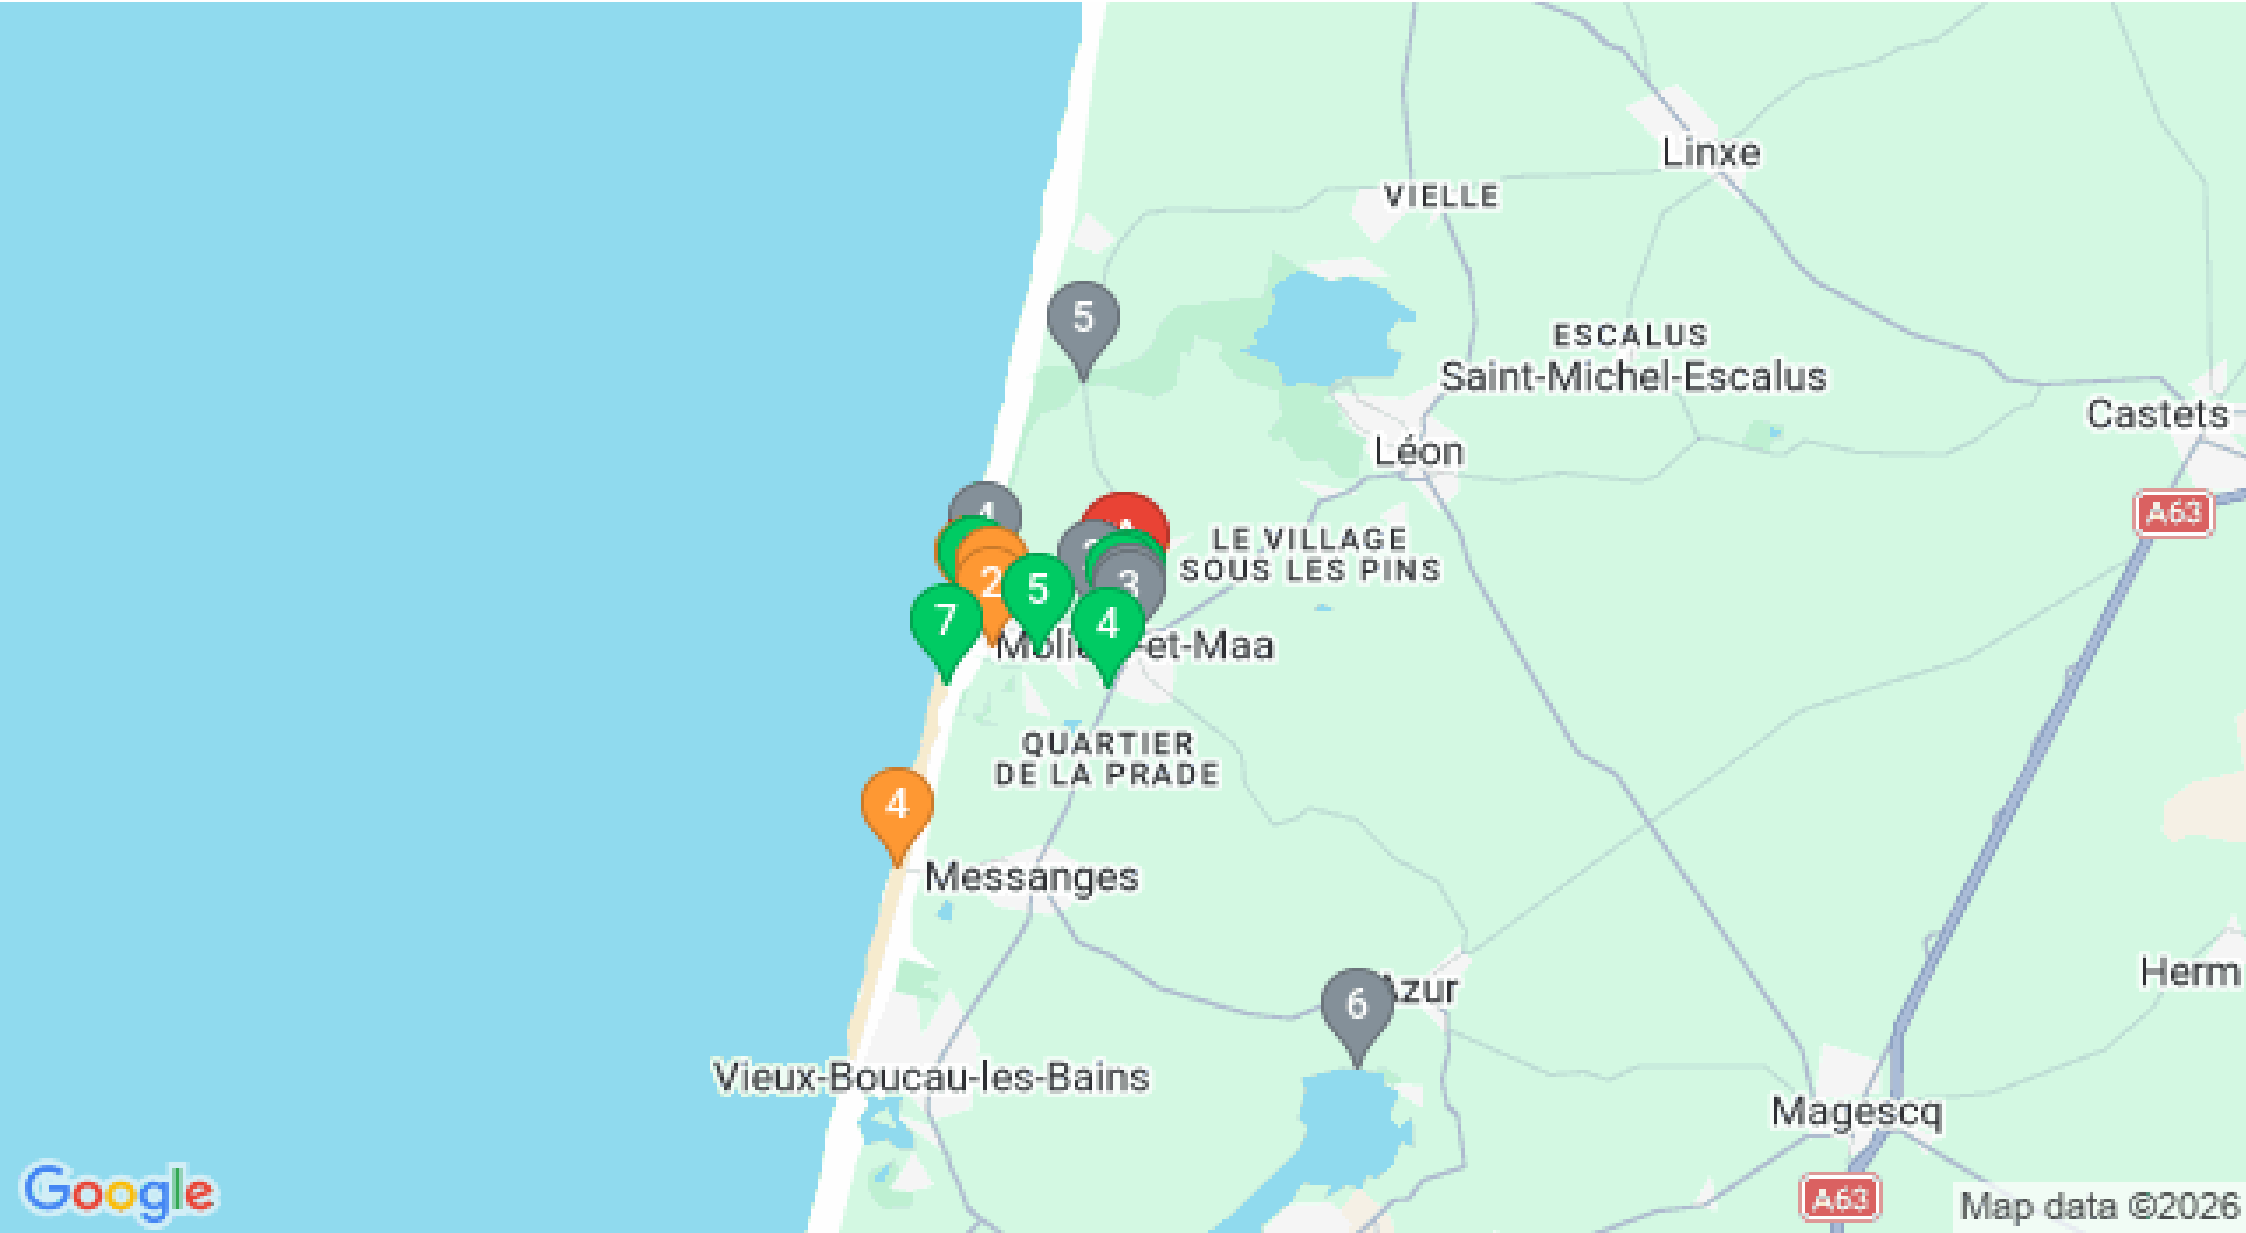 Linxe
VIELLE
5
ESCALUS
Saint-Michel-Escalus
Castets
Léon
A63
LE VILLAGE
SOUS LES PINS
2
5
3
7
4
QUARTIER
DE LA PRADE
4
Messanges
Herm
6
Azur
Vieux-Boucau-les-Bains
Magescq
A63
Google
Map data ©2026